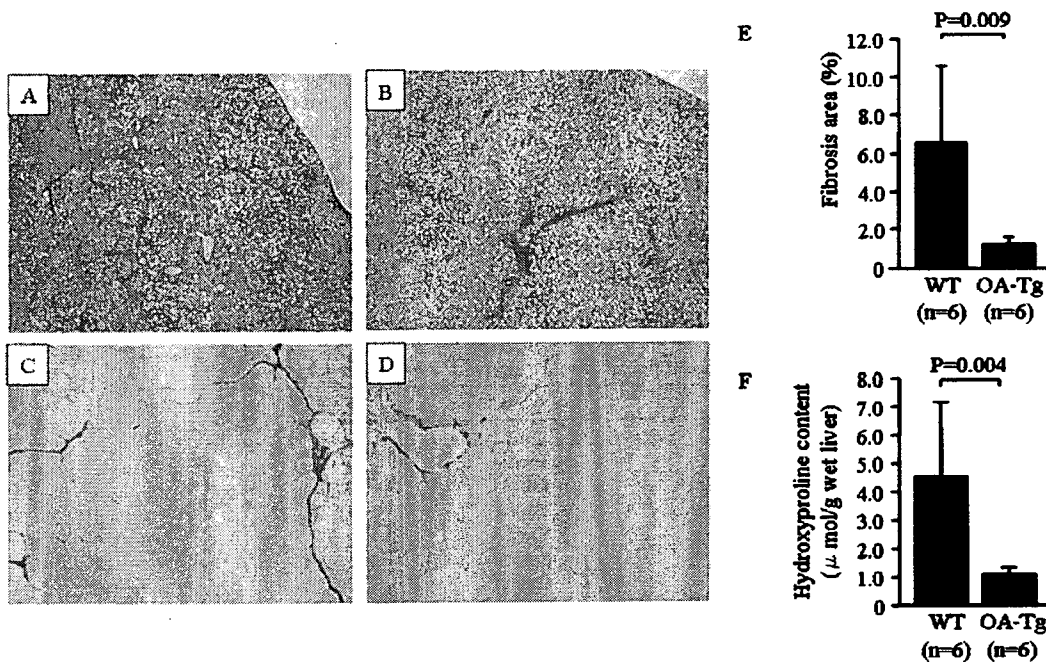 A
B
C
D
E
P=0.009
Fibrosis area (%)
12.0
10.0
8.0
6.0
4.0
2.0
0
WT
OA-Tg
(n=6)
(n=6)
F
P=0.004
Hydroxyproline content
(μ mol/g wet liver)
8.0
7.0
6.0
5.0
4.0
3.0
2.0
1.0
0
WT
OA-Tg
(n=6)
(n=6)